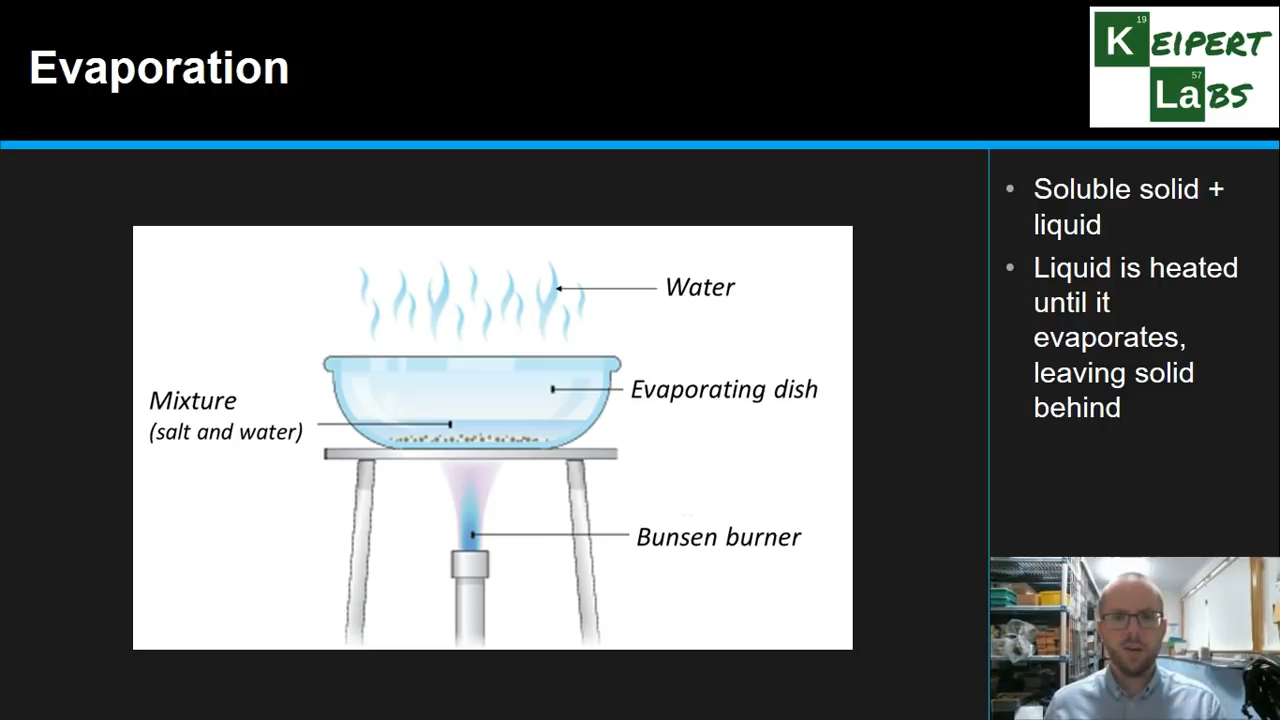 Evaporation
19
K EIPERT
57
La BS
Soluble solid +
liquid
Liquid is heated
until it
evaporates,
leaving solid
behind
Water
Evaporating dish
Mixture
(salt and water)
Bunsen burner